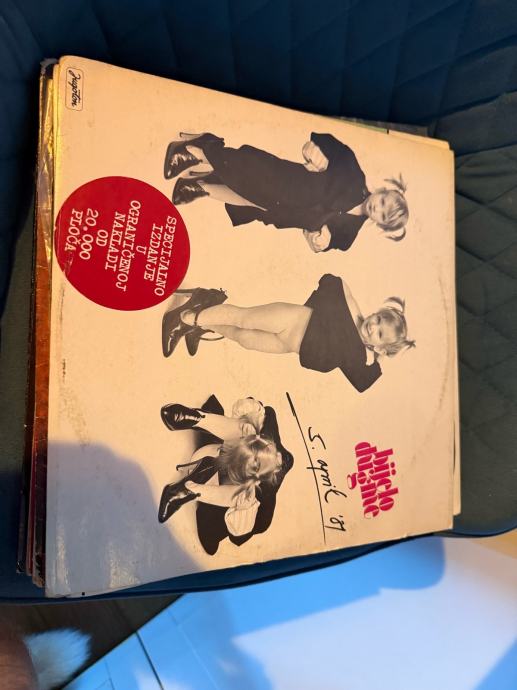 Jugoton
SPECIJALNO
IZDANJE
U
OGRANIČENOJ
NAKLADI
OD
20.000
PLOČA
bijelo
dugme
5. april '81